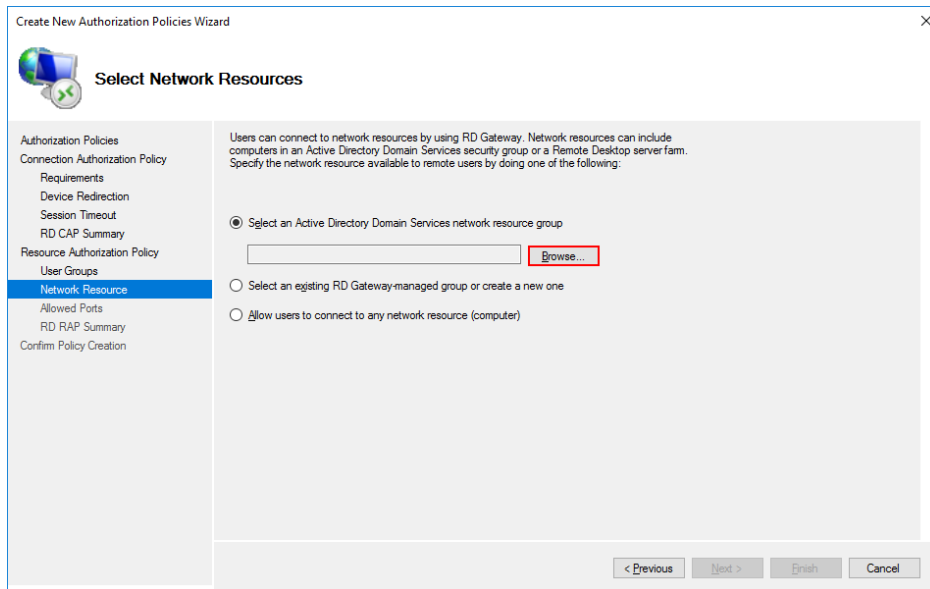 Create New Authorization Policies Wizard
Select Network Resources
Authorization Policies
Connection Authorization Policy
Requirements
Device Redirection
Session Timeout
RD CAP Summary
Resource Authorization Policy
User Groups
Network Resource
Allowed Ports
RD RAP Summary
Confirm Policy Creation
Users can connect to network resources by using RD Gateway. Network resources can include
computers in an Active Directory Domain Services security group or a Remote Desktop server farm.
Specify the network resource available to remote users by doing one of the following:
Select an Active Directory Domain Services network resource group
Browse...
Select an existing RD Gateway-managed group or create a new one
Allow users to connect to any network resource (computer)
< Previous
Next >
Finish
Cancel